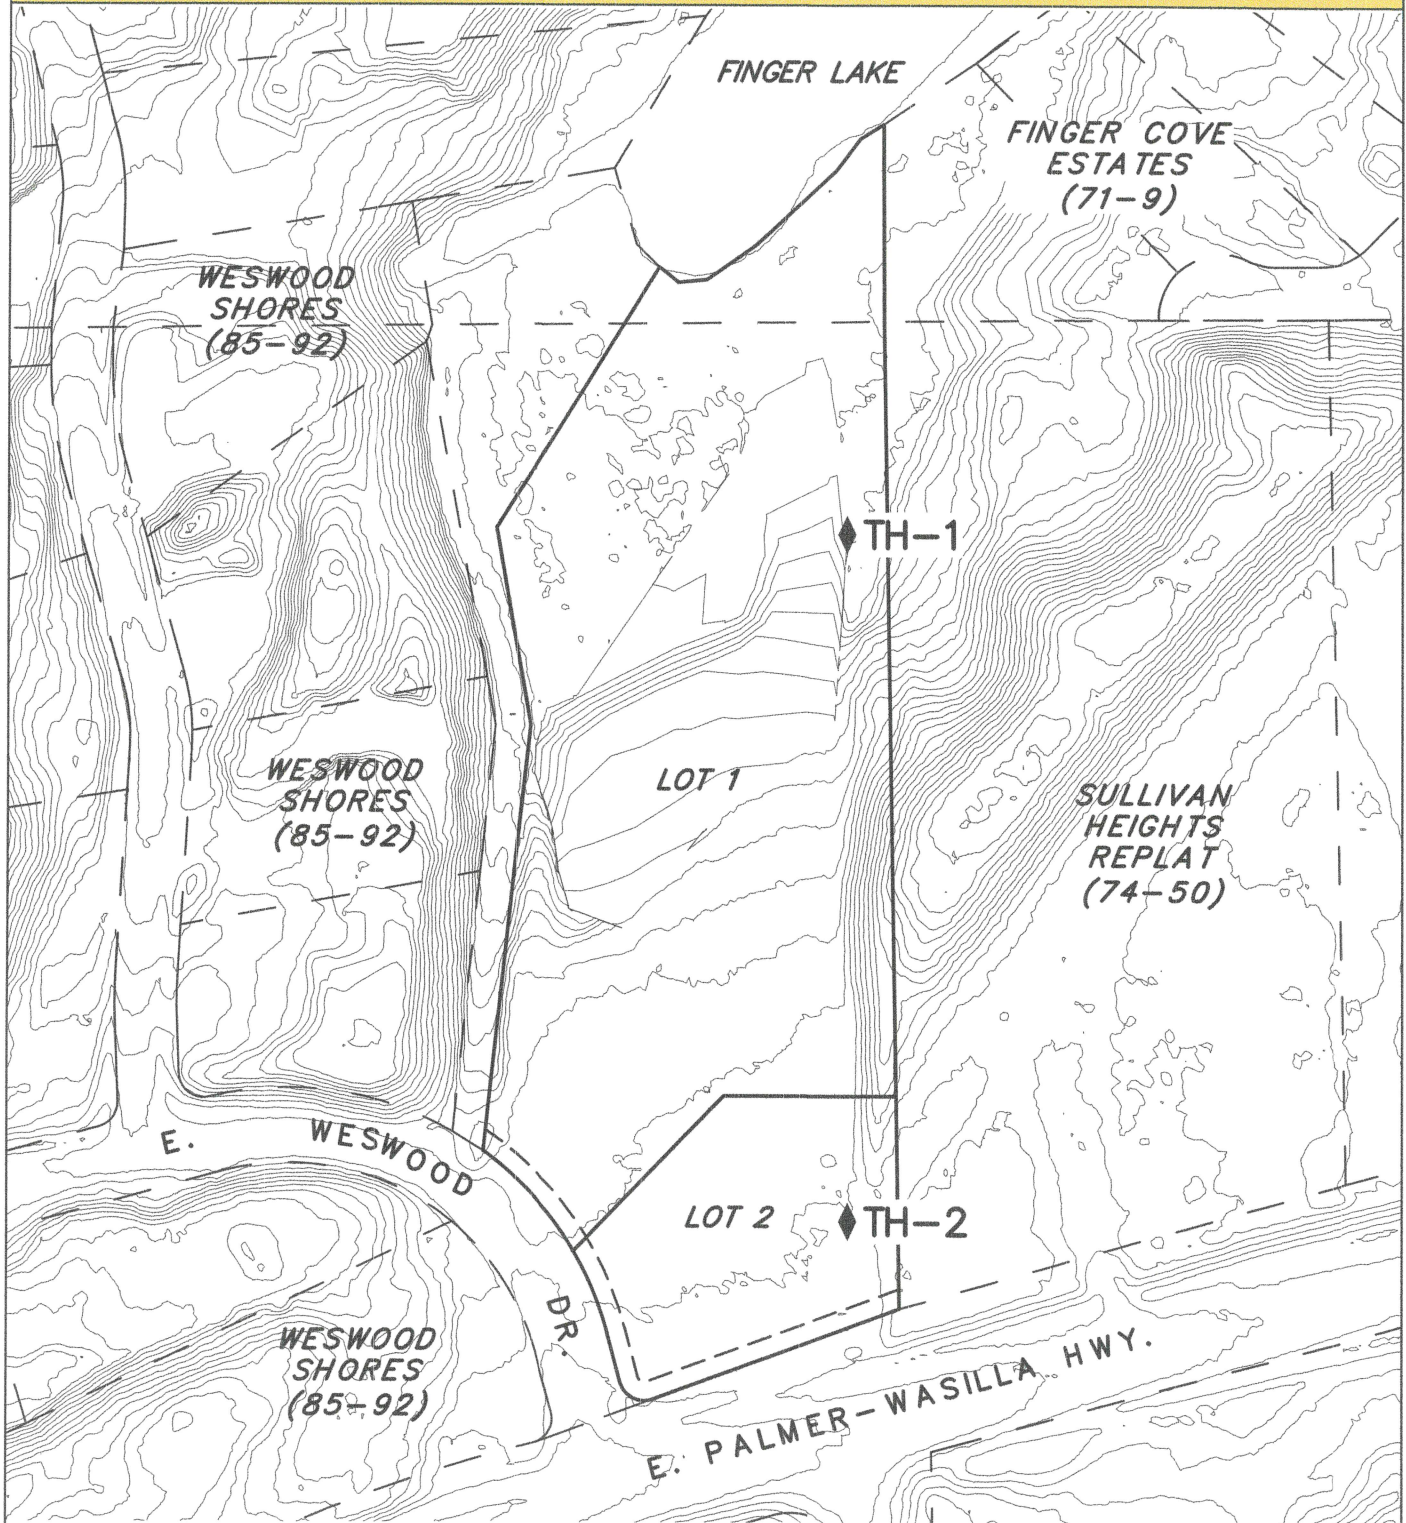 FINGER LAKE
FINGER COVE
ESTATES
(71-9)
WESWOOD
SHORES
(85-92)
TH-1
WESWOOD
SHORES
(85-92)
LOT 1
SULLIVAN
HEIGHTS
REPLAT
(74-50)
E. WESWOOD DR.
LOT 2
TH-2
WESWOOD
SHORES
(85-92)
E. PALMER-WASILLA HWY.